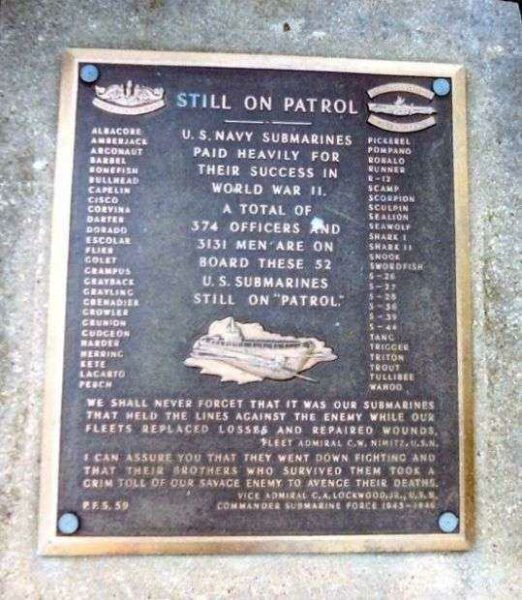 STILL ON PATROL
ALBACORE
AMBERJACK
ARGONAUT
BARBEL
BONEFISH
BULLHEAD
CAPELIN
CISCO
CORVINA
DARTER
DORADO
ESCOLAR
FLIER
GOLET
GRAMPUS
GRAYBACK
GRAYLING
GRENADIER
GROWLER
GRUNION
GUDGEON
HARDER
HERRING
KETE
LAGARTO
PERCH
U.S. NAVY SUBMARINES
PAID HEAVILY FOR
THEIR SUCCESS IN
WORLD WAR II.
A TOTAL OF
374 OFFICERS AND
3131 MEN ARE ON
BOARD THESE 52
U.S. SUBMARINES
STILL ON "PATROL."
PICKEREL
POMPANO
ROBALO
RUNNER
R-12
SCAMP
SCORPION
SCULPIN
SEALION
SEAWOLF
SHARK I
SHARK II
SNOOK
SWORDFISH
S-26
S-27
S-28
S-36
S-39
S-44
TANG
TRIGGER
TRITON
TROUT
TULLIBEE
WAHOO
WE SHALL NEVER FORGET THAT IT WAS OUR SUBMARINES
THAT HELD THE LINES AGAINST THE ENEMY WHILE OUR
FLEETS REPLACED LOSSES AND REPAIRED WOUNDS.
FLEET ADMIRAL C.W. NIMITZ, U.S.N.
I CAN ASSURE YOU THAT THEY WENT DOWN FIGHTING AND
THAT THEIR BROTHERS WHO SURVIVED THEM TOOK A
GRIM TOLL OF OUR SAVAGE ENEMY TO AVENGE THEIR DEATHS.
VICE ADMIRAL C.A. LOCKWOOD, JR., U.S.N.
P.F.S. 59 COMMANDER SUBMARINE FORCE 1943-1946